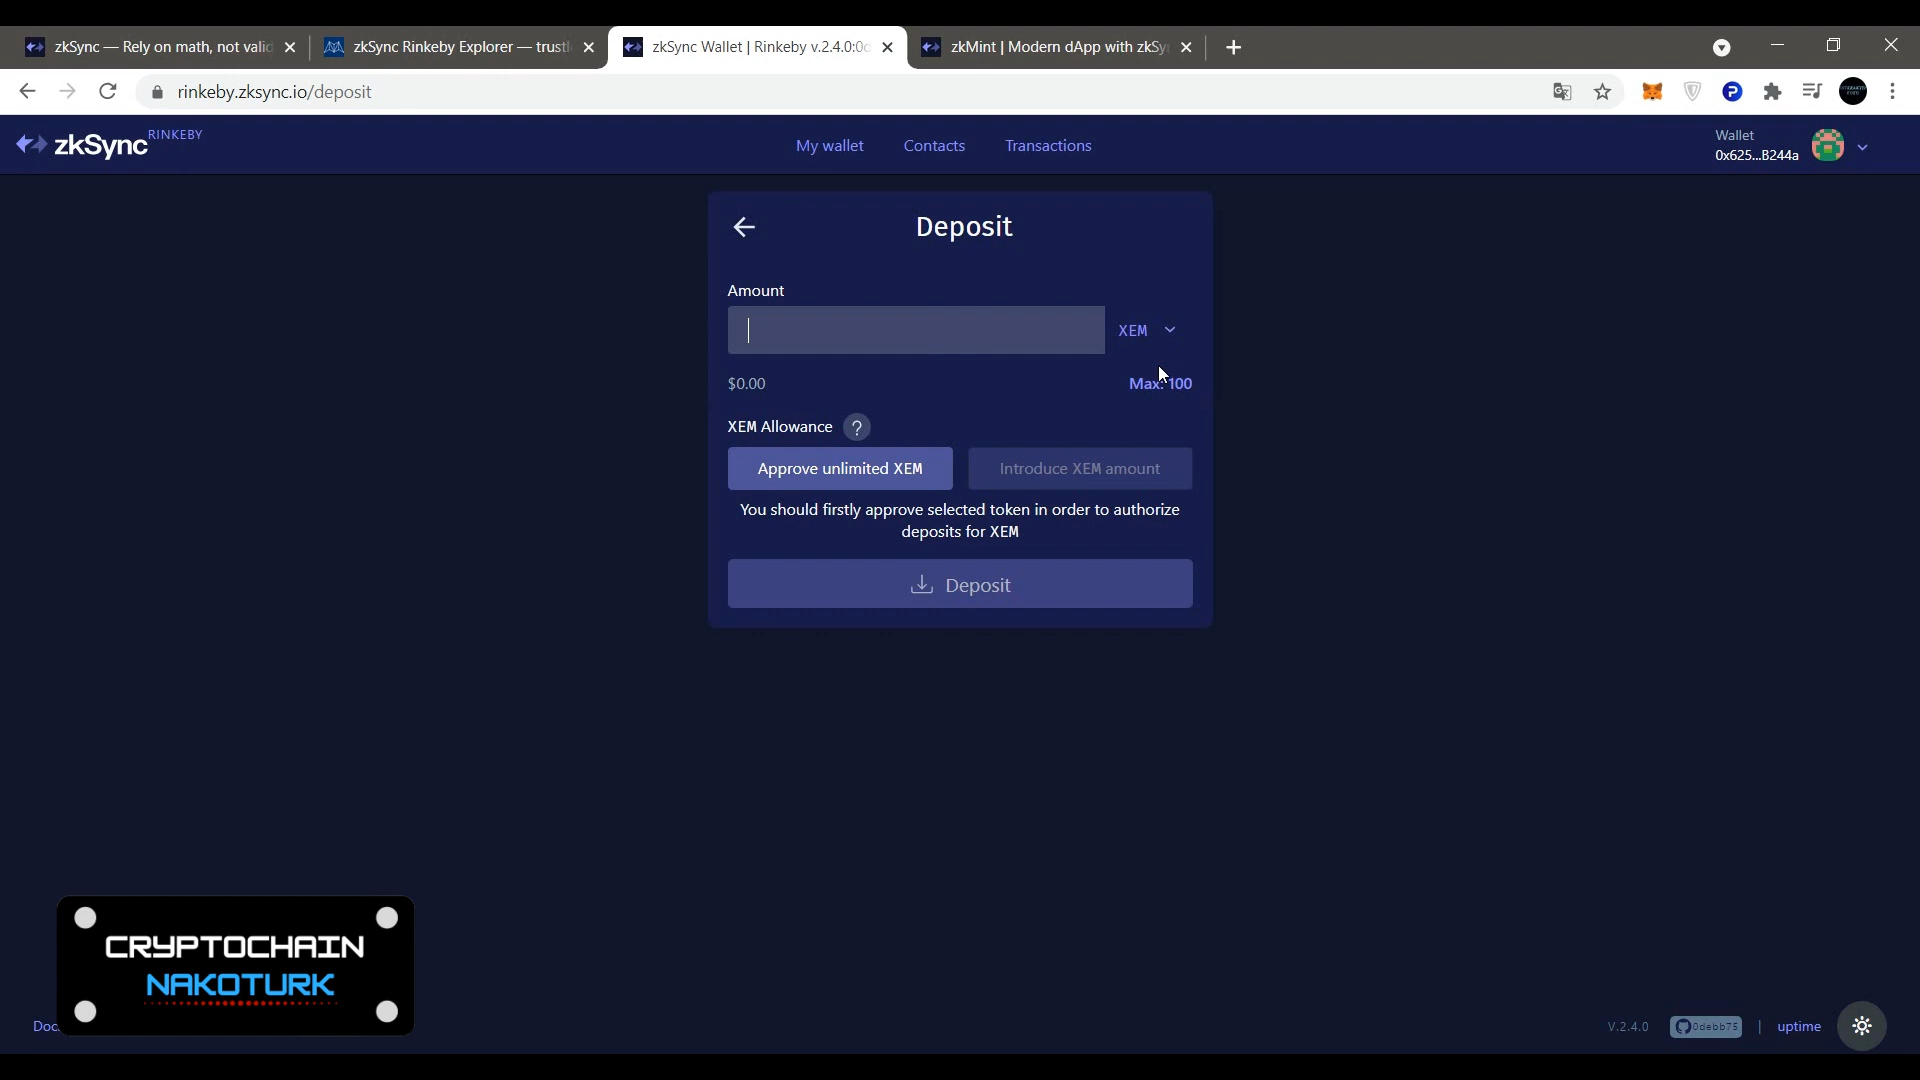 zkSync — Rely on math, not valid
zkSync Rinkeby Explorer — trustl
zkSync Wallet | Rinkeby v.2.4.0:0d
zkMint | Modern dApp with zkSy
rinkeby.zksync.io/deposit
zkSync RINKEBY
My wallet
Contacts
Transactions
Wallet
0x625...B244a
Deposit
Amount
XEM
$0.00
Max: 100
XEM Allowance ?
Approve unlimited XEM
Introduce XEM amount
You should firstly approve selected token in order to authorize
deposits for XEM
Deposit
CRYPTOCHAIN
NAKOTURK
Doc
V.2.4.0
0debb75
| uptime